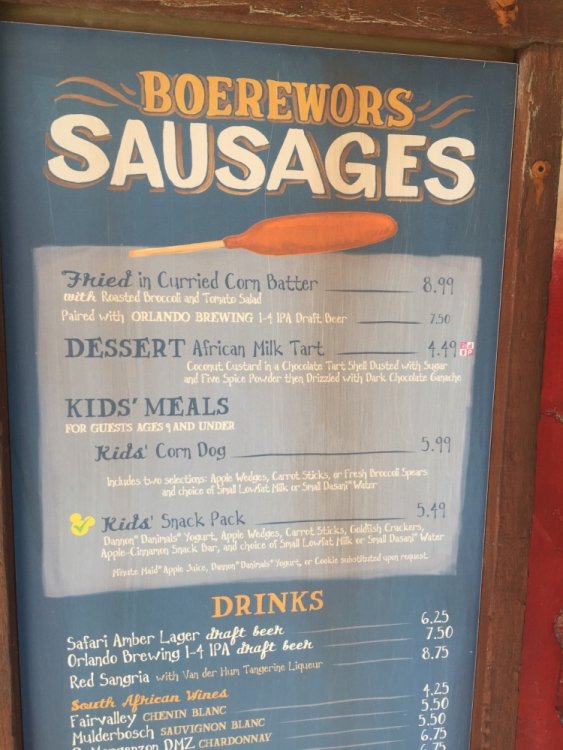 BOEREWORS
SAUSAGES
Fried in Curried Corn Batter 8.99
with Roasted Broccoli and Tomato Salad
Paired with ORLANDO BREWING I-4 IPA Draft Beer 7.50
DESSERT African Milk Tart 4.49
Coconut Custard in a Chocolate Tart Shell Dusted with Sugar
and Five Spice Powder then Drizzled with Dark Chocolate Ganache
KIDS' MEALS
FOR GUESTS AGES 9 AND UNDER
Kids' Corn Dog 5.99
Includes two selections: Apple Wedges, Carrot Sticks, or Fresh Broccoli Spears
and choice of Small Lowfat Milk or Small Dasani® Water
Kids' Snack Pack 5.49
Dannon® Danimals® Yogurt, Apple Wedges, Carrot Sticks, Goldfish Crackers,
Apple-Cinnamon Snack Bar, and choice of Small Lowfat Milk or Small Dasani® Water
Minute Maid® Apple Juice, Dannon® Danimals® Yogurt, or Cookie substituted upon request.
DRINKS
Safari Amber Lager draft beer 6.25
Orlando Brewing I-4 IPA draft beer 7.50
Red Sangria with Van der Hum Tangerine Liqueur 8.75
South African Wines
Fairvalley CHENIN BLANC 4.25
Mulderbosch SAUVIGNON BLANC 5.50
DMZ CHARDONNAY 5.50
6.75
6.75